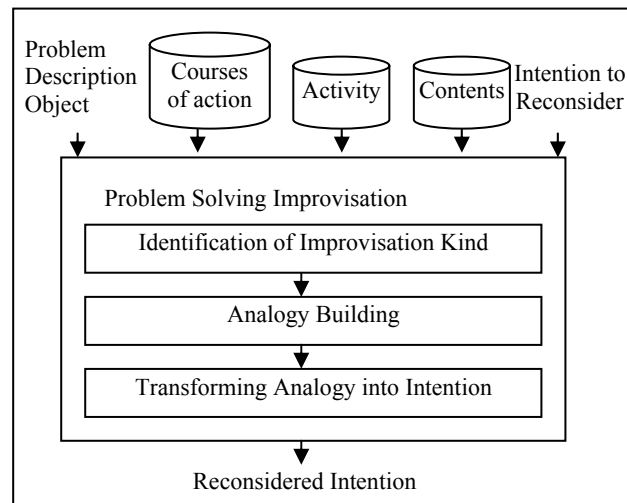 Problem
Description
Object
Courses
of action
Activity
Contents
Intention to
Reconsider
Problem Solving Improvisation
Identification of Improvisation Kind
Analogy Building
Transforming Analogy into Intention
Reconsidered Intention